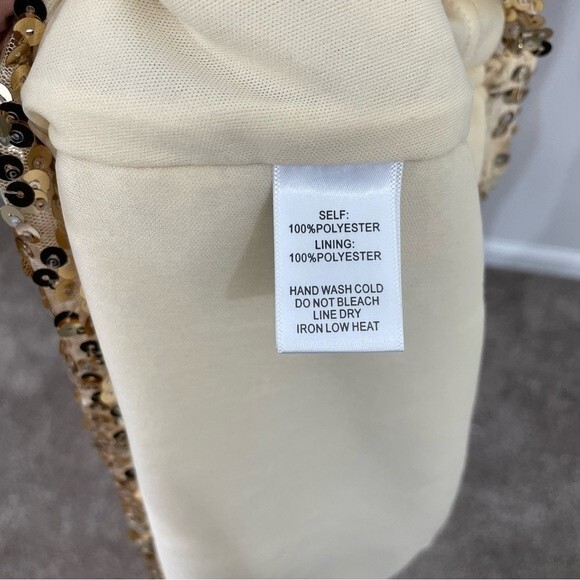 SELF:
100%POLYESTER
LINING:
100%POLYESTER
HAND WASH COLD
DO NOT BLEACH
LINE DRY
IRON LOW HEAT